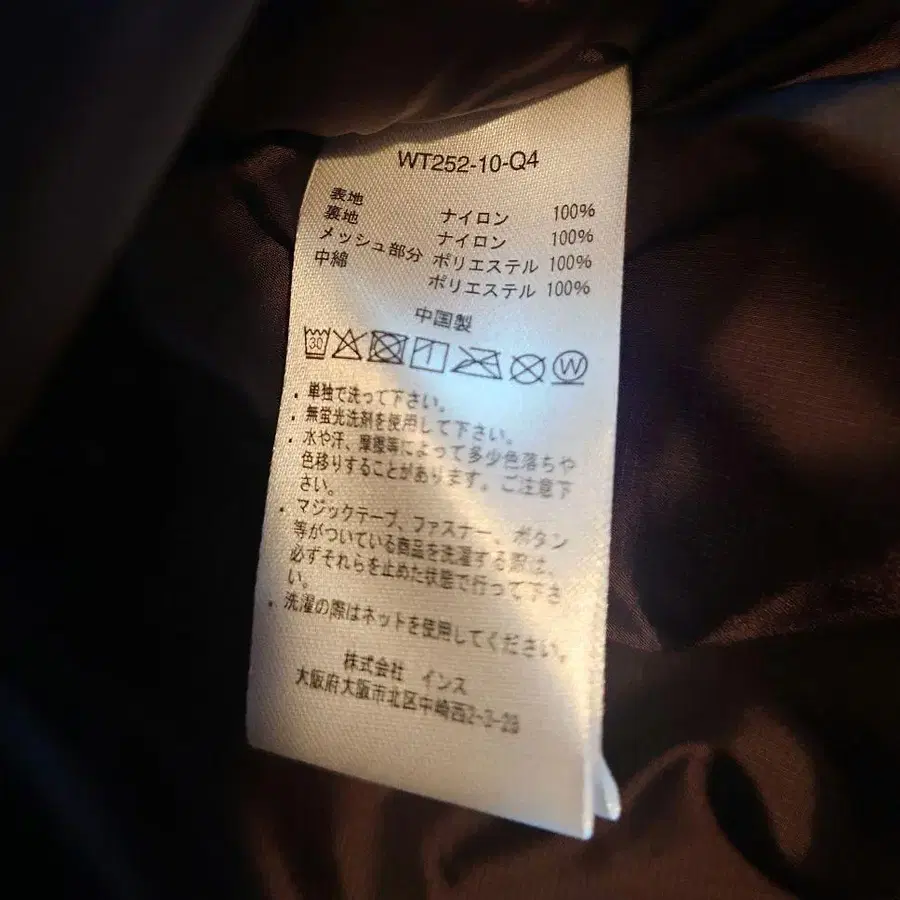 WT252-10-Q4
表地 ナイロン 100%
裏地 ナイロン 100%
メッシュ部分 ポリエステル 100%
中綿 ポリエステル 100%
中国製
30 W
・単独で洗って下さい。
・無蛍光洗剤を使用して下さい。
・水や汗、摩擦等によって多少色落ちや
色移りすることがあります。ご注意下
さい。
・マジックテープ、ファスナー、ボタン
等がついている商品を洗濯する際は、
必ずそれらを止めた状態で行って下さ
い。
・洗濯の際はネットを使用してください。
株式会社 インス
大阪府大阪市北区中崎西2-3-29